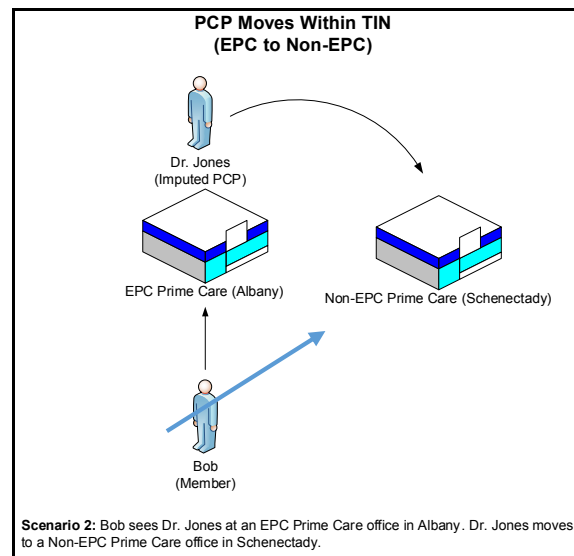 PCP Moves Within TIN
(EPC to Non-EPC)
Dr. Jones
(Imputed PCP)
EPC Prime Care (Albany)
Non-EPC Prime Care (Schenectady)
Bob
(Member)
Scenario 2: Bob sees Dr. Jones at an EPC Prime Care office in Albany. Dr. Jones moves
to a Non-EPC Prime Care office in Schenectady.